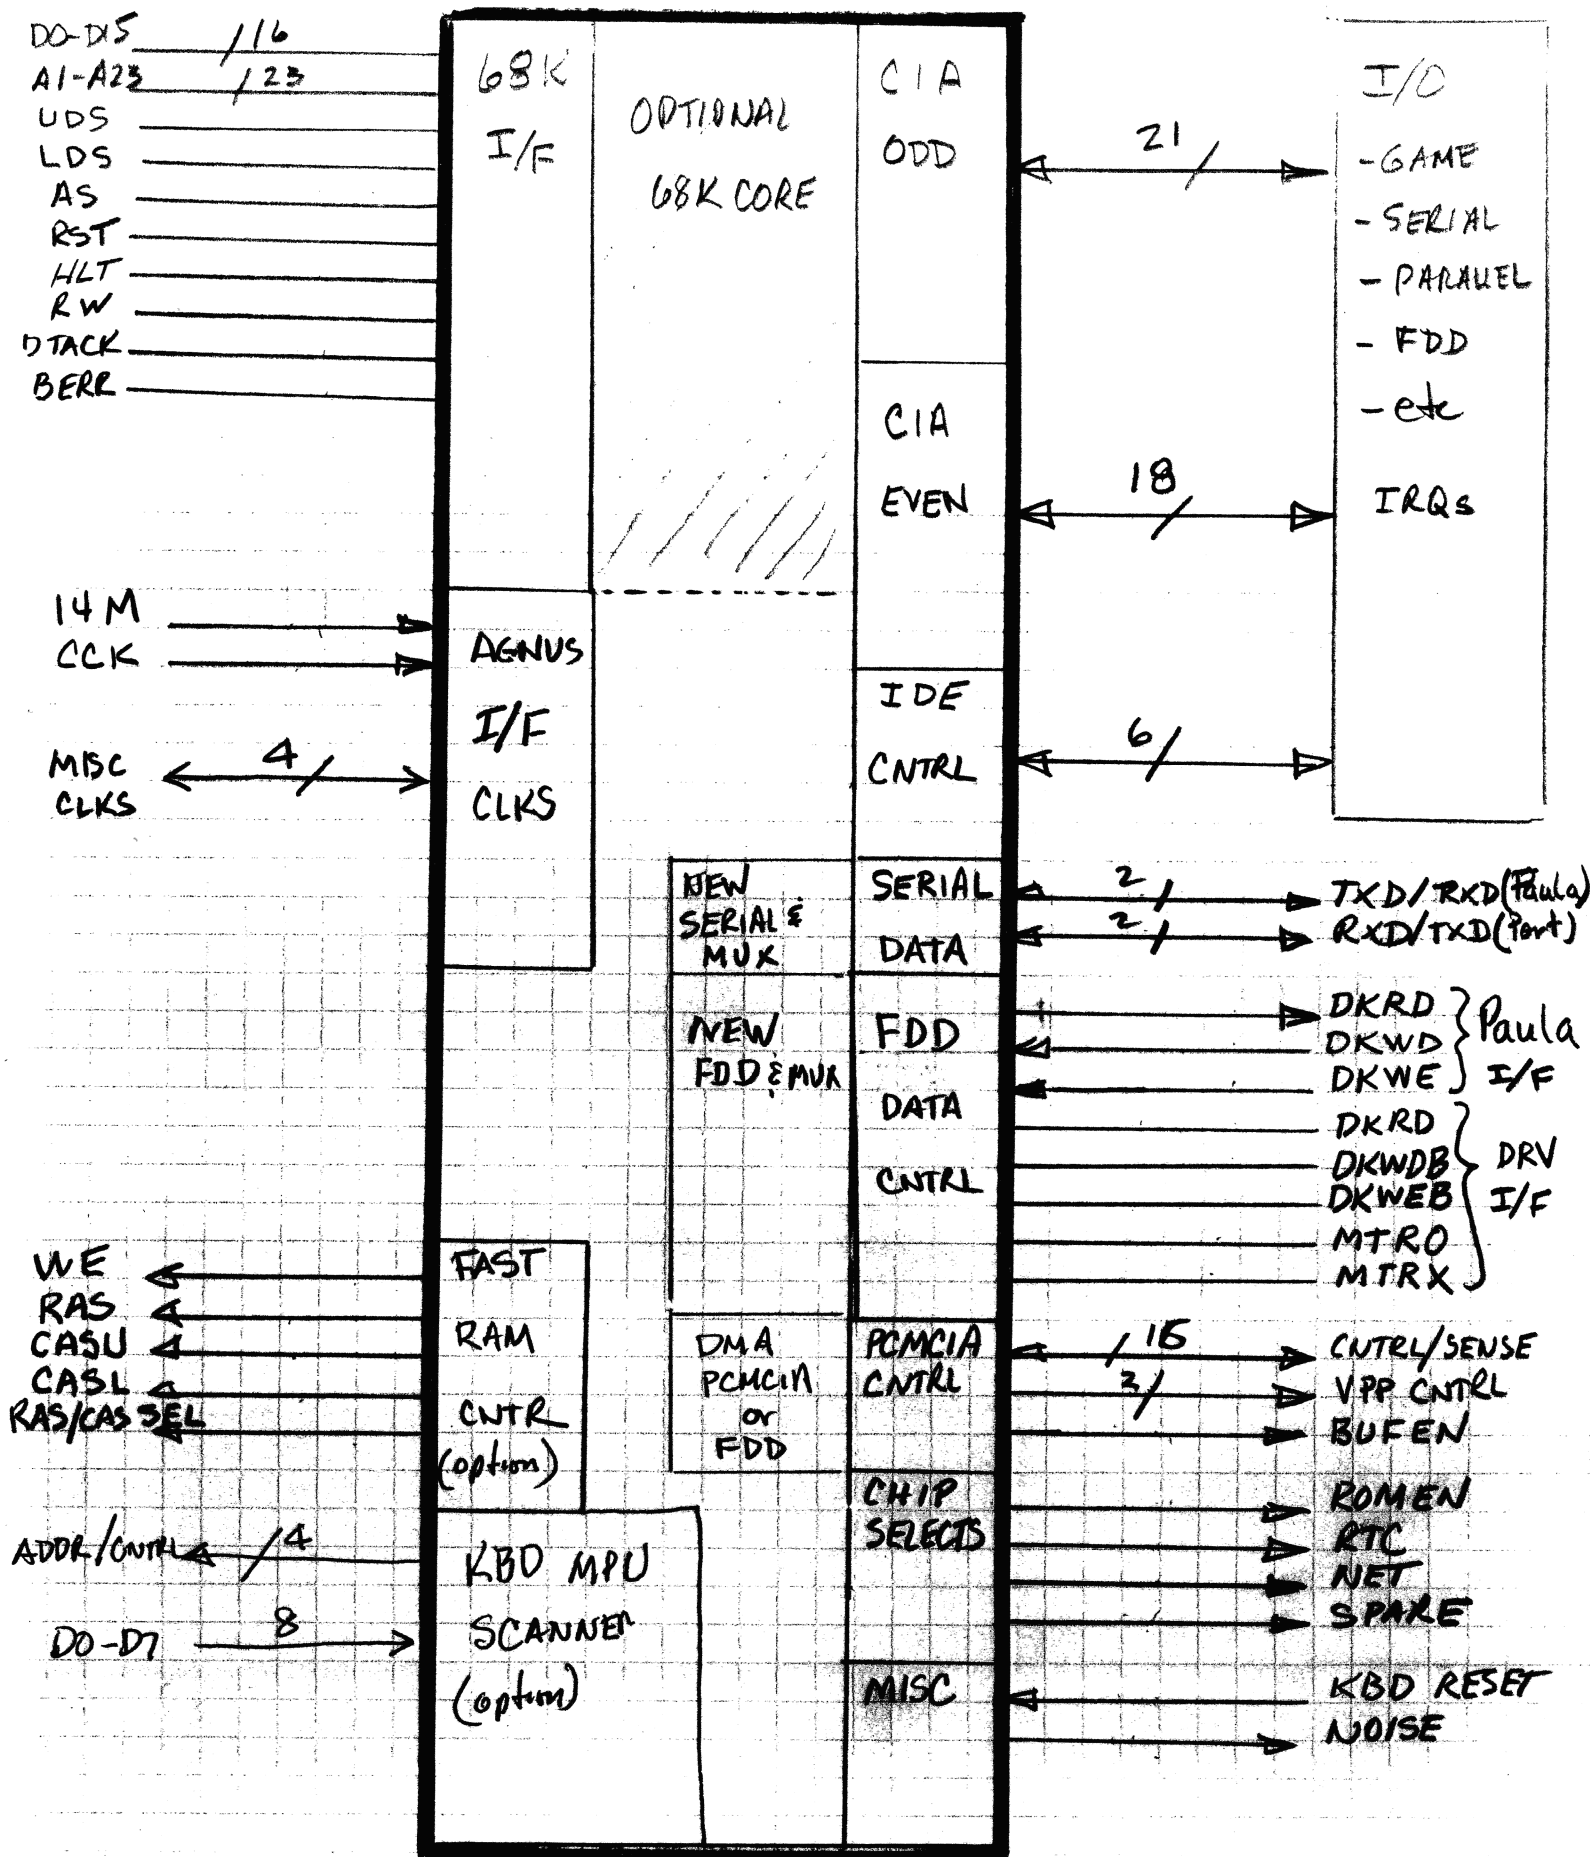 D0-D15 /16
A1-A23 /23
UDS
LDS
AS
RST
HLT
RW
DTACK
BERR
14M
CCK
MISC
CLKS
4/
WE
RAS
CASU
CASL
RAS/CAS SEL
ADDR/CNTRL /4
D0-D7 8
68K
I/F
OPTIONAL
68K CORE
AGNUS
I/F
CLKS
FAST
RAM
CNTR
(option)
KBD MPU
SCANNER
(option)
NEW
SERIAL &
MUX
NEW
FDD & MUX
DMA
PCMCIA
or
FDD
CIA
ODD
CIA
EVEN
IDE
CNTRL
SERIAL
DATA
FDD
DATA
CNTRL
PCMCIA
CNTRL
CHIP
SELECTS
MISC
21/
18/
6/
I/O
-GAME
-SERIAL
-PARALLEL
-FDD
-etc
IRQs
2/ TXD/RXD(Paula)
2/ RXD/TXD(Port)
DKRD
DKWD
DKWE
Paula
I/F
DKRD
DKWDB
DKWEB
MTRO
MTRX
DRV
I/F
/15 CNTRL/SENSE
VPP CNTRL
BUFEN
ROMEN
RTC
NET
SPARE
KBD RESET
NOISE